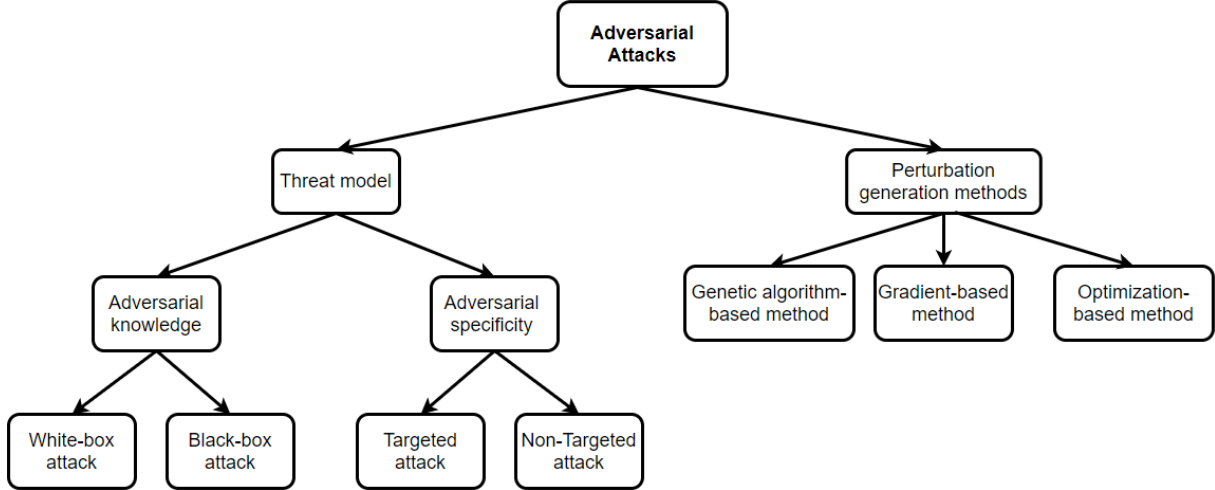 Adversarial
Attacks
Threat model
Perturbation
generation methods
Adversarial
knowledge
Adversarial
specificity
Genetic algorithm-
based method
Gradient-based
method
Optimization-
based method
White-box
attack
Black-box
attack
Targeted
attack
Non-Targeted
attack